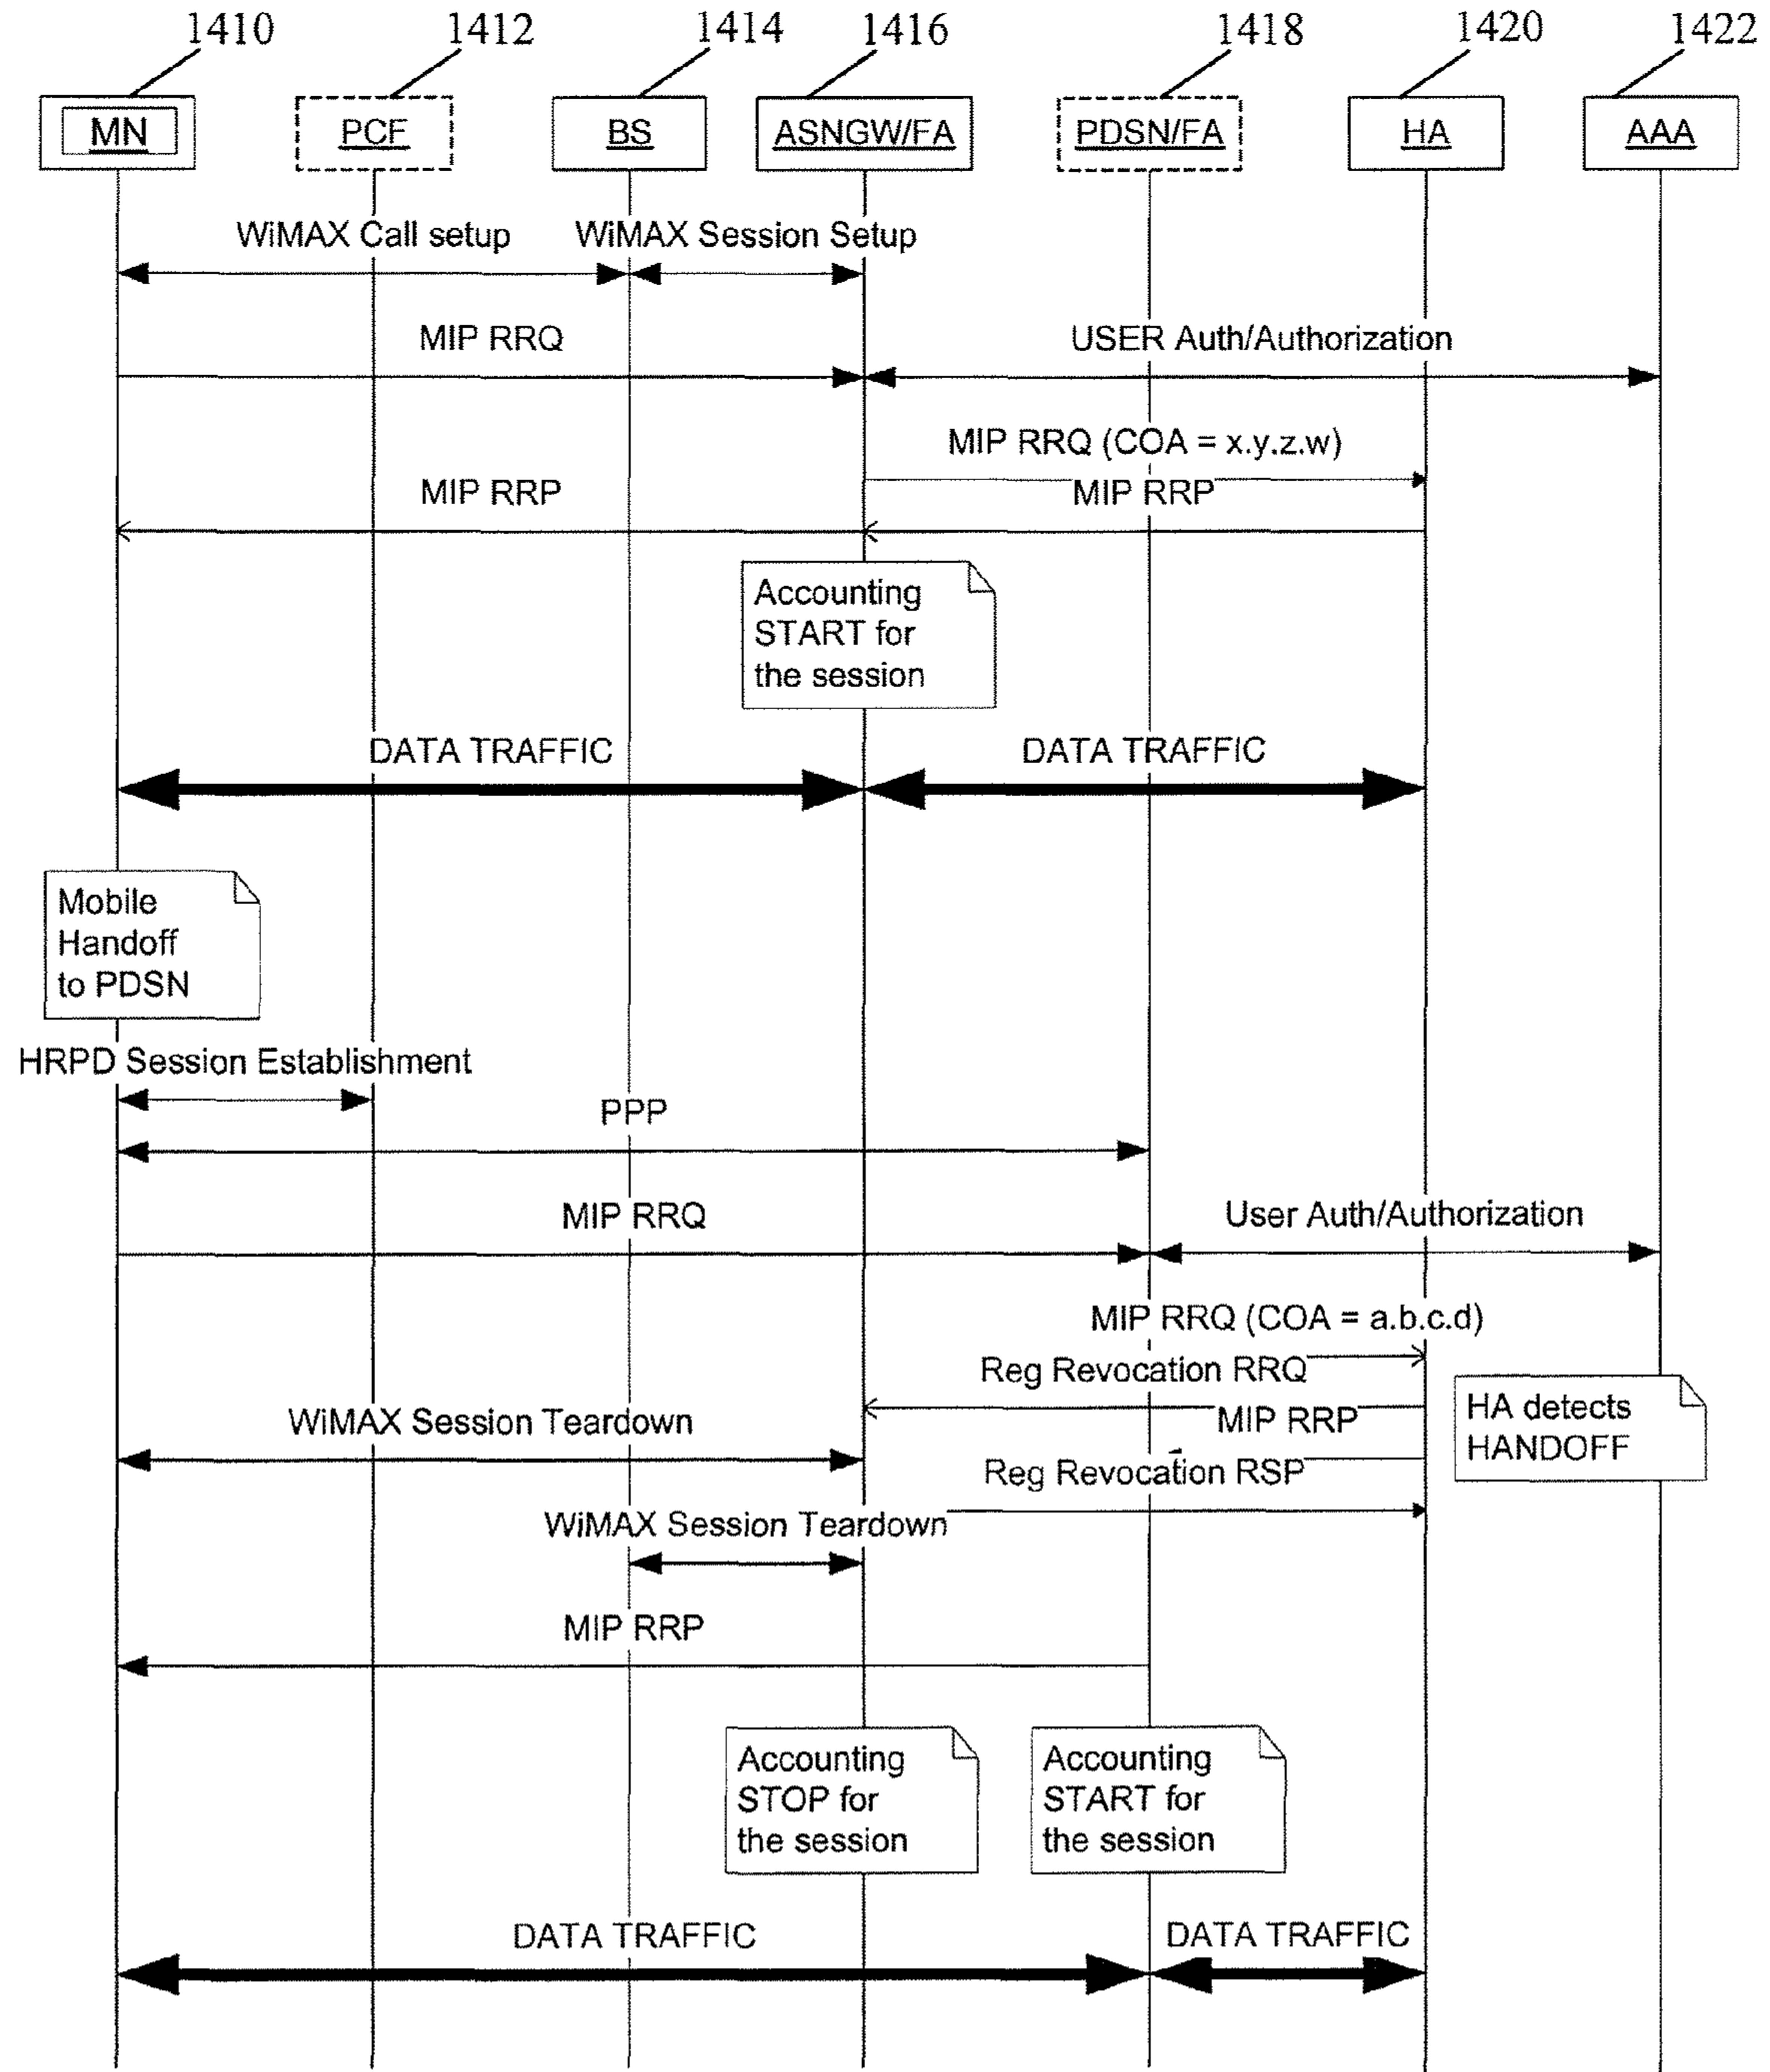 1410 1412 1414 1416 1418 1420 1422
MN PCF BS ASNGW/FA PDSN/FA HA AAA
WiMAX Call setup WiMAX Session Setup
MIP RRQ USER Auth/Authorization
MIP RRQ (COA = x.y.z.w)
MIP RRP MIP RRP
Accounting
START for
the session
DATA TRAFFIC DATA TRAFFIC
Mobile
Handoff
to PDSN
HRPD Session Establishment
PPP
MIP RRQ User Auth/Authorization
MIP RRQ (COA = a.b.c.d)
Reg Revocation RRQ
HA detects
HANDOFF
WiMAX Session Teardown MIP RRP
Reg Revocation RSP
WiMAX Session Teardown
MIP RRP
Accounting
STOP for
the session
Accounting
START for
the session
DATA TRAFFIC DATA TRAFFIC